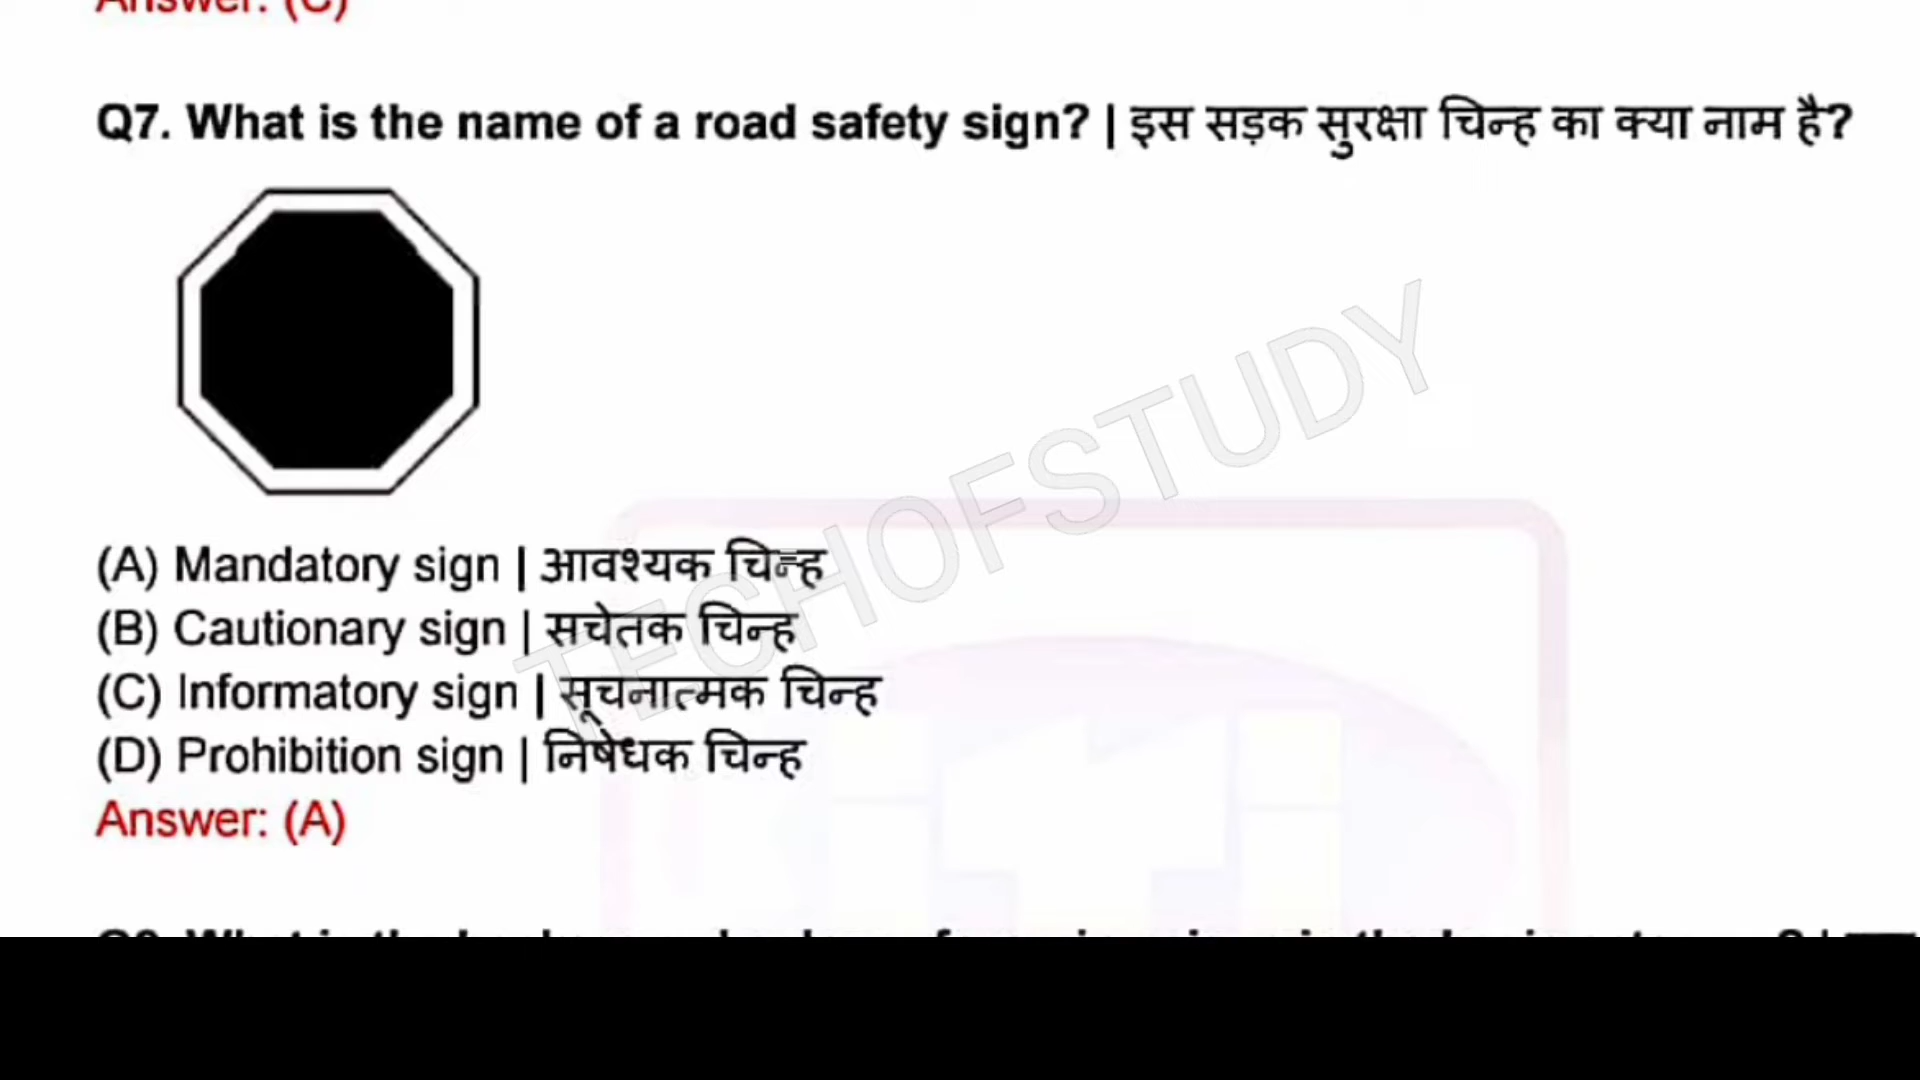 Answer: (C)
Q7. What is the name of a road safety sign? | इस सड़क सुरक्षा चिन्ह का क्या नाम है?
(A) Mandatory sign | आवश्यक चिन्ह
(B) Cautionary sign | सचेतक चिन्ह
(C) Informatory sign | सूचनात्मक चिन्ह
(D) Prohibition sign | निषेधक चिन्ह
Answer: (A)
TECHOFSTUDY